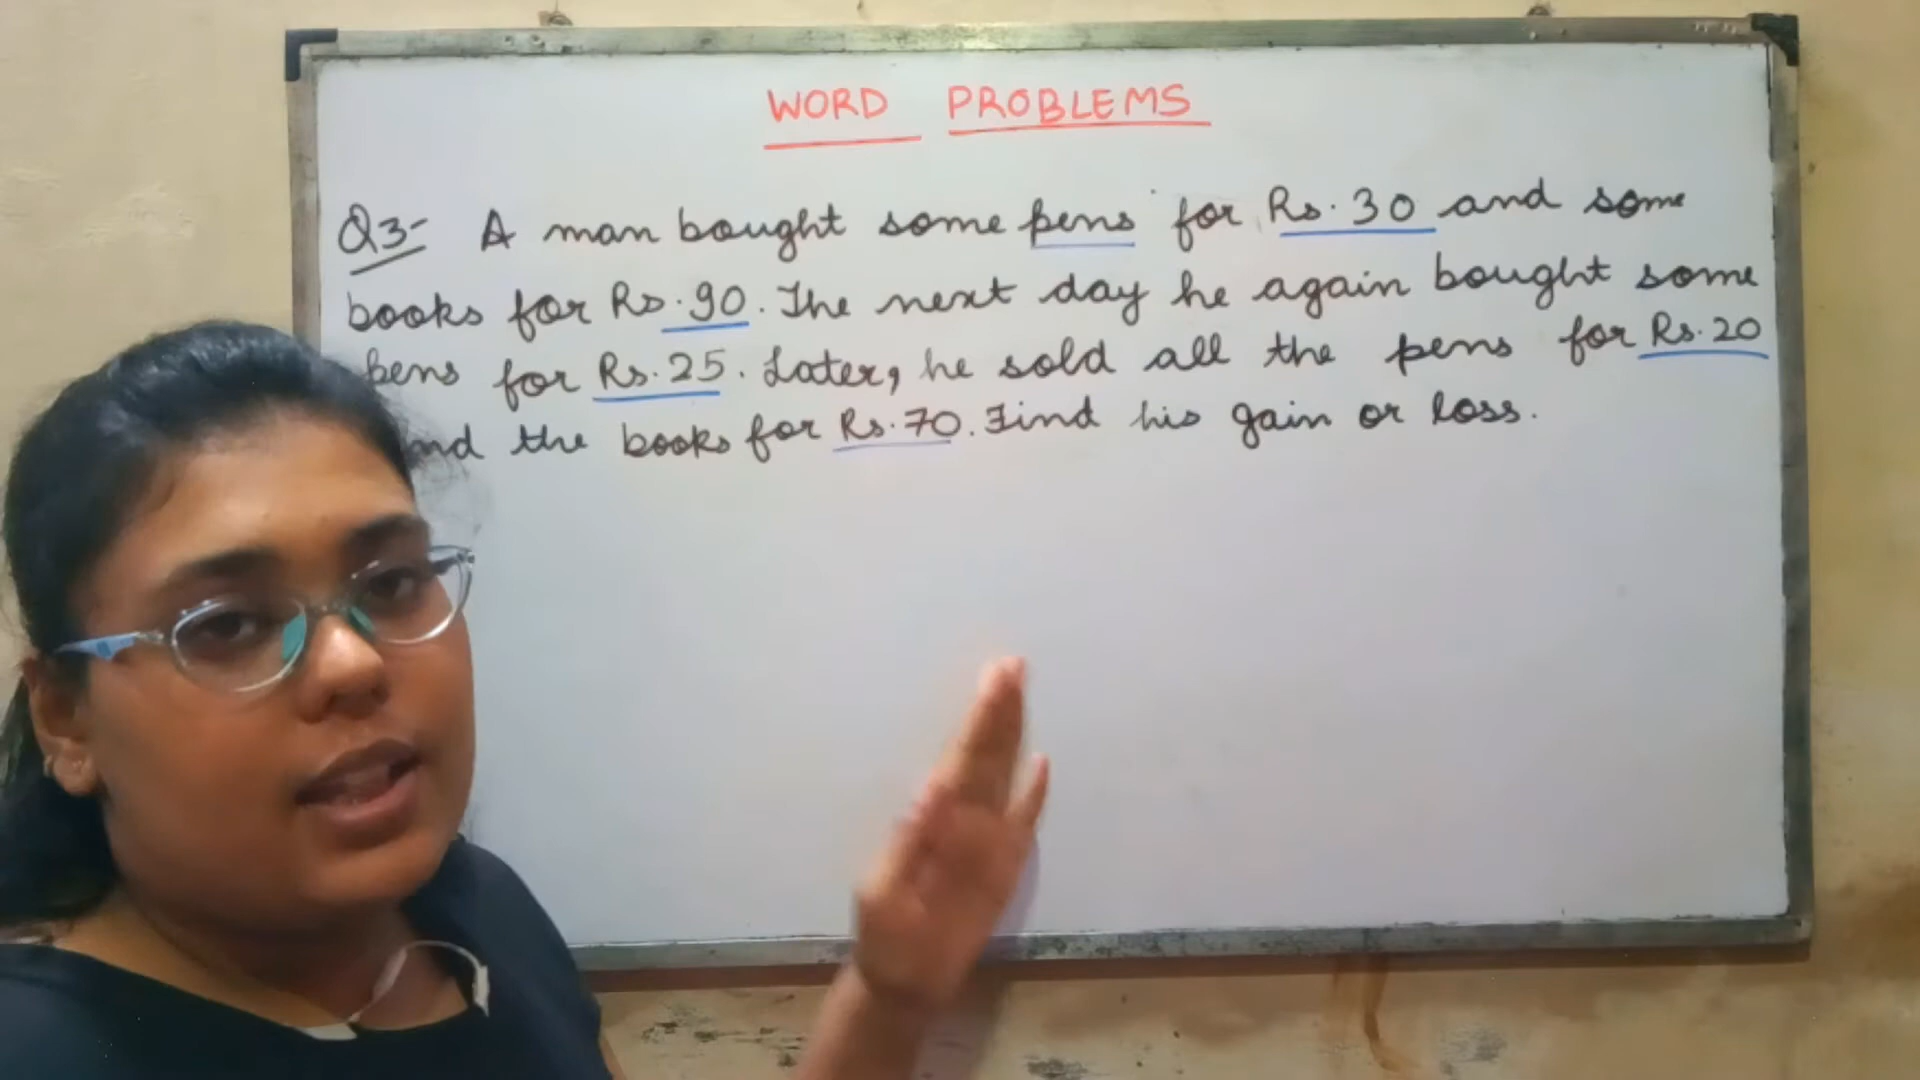 WORD PROBLEMS
Q3- A man bought some pens for Rs. 30 and some
books for Rs. 90. The next day he again bought some
pens for Rs. 25. Later, he sold all the pens for Rs. 20
and the books for Rs. 70. Find his gain or loss.